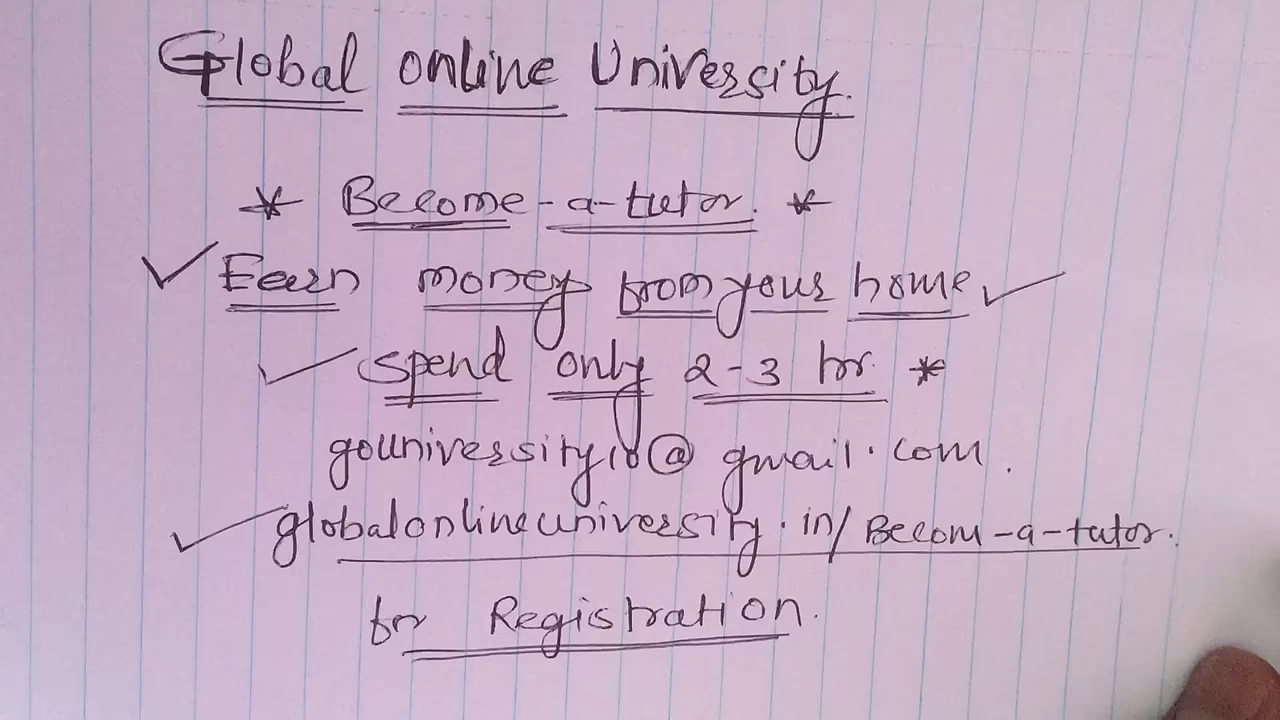 Global online University.
* Become-a-tutor. *
✓ Eearn money from your home ✓
✓ spend only 2-3 hr. *
gouniversity10@gmail.com.
✓ globalonlineuniversity.in/Becom-a-tutor.
for Registration.